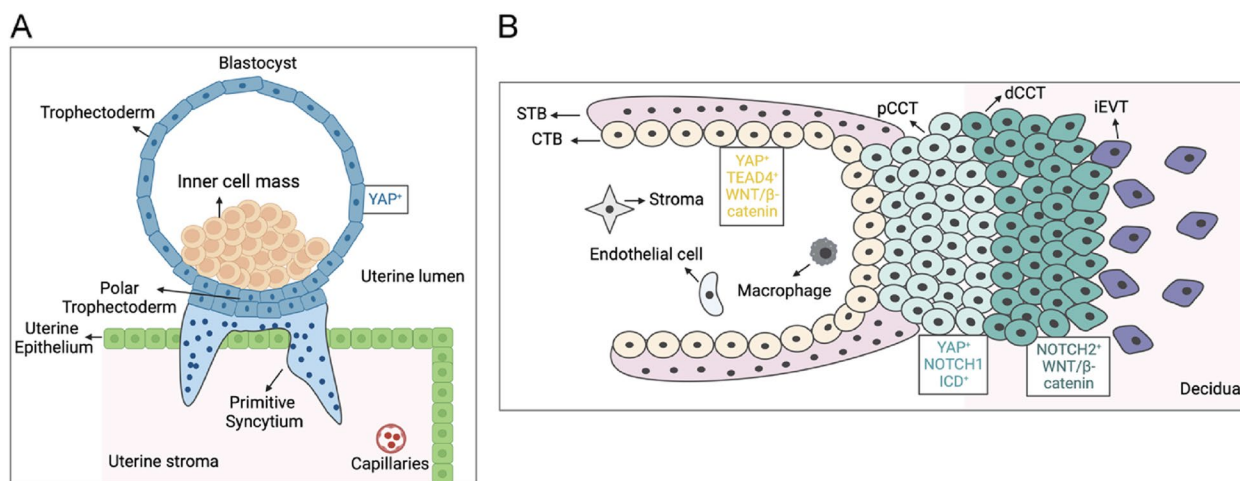 A
Blastocyst
Trophectoderm
Inner cell mass
YAP⁺
Uterine lumen
Polar
Trophectoderm
Uterine
Epithelium
Primitive
Syncytium
Uterine stroma
Capillaries
B
STB
CTB
pCCT
dCCT
iEVT
YAP⁺
TEAD4⁺
WNT/β-
catenin
Stroma
Endothelial cell
Macrophage
YAP⁺
NOTCH1
ICD⁺
NOTCH2⁺
WNT/β-
catenin
Decidua